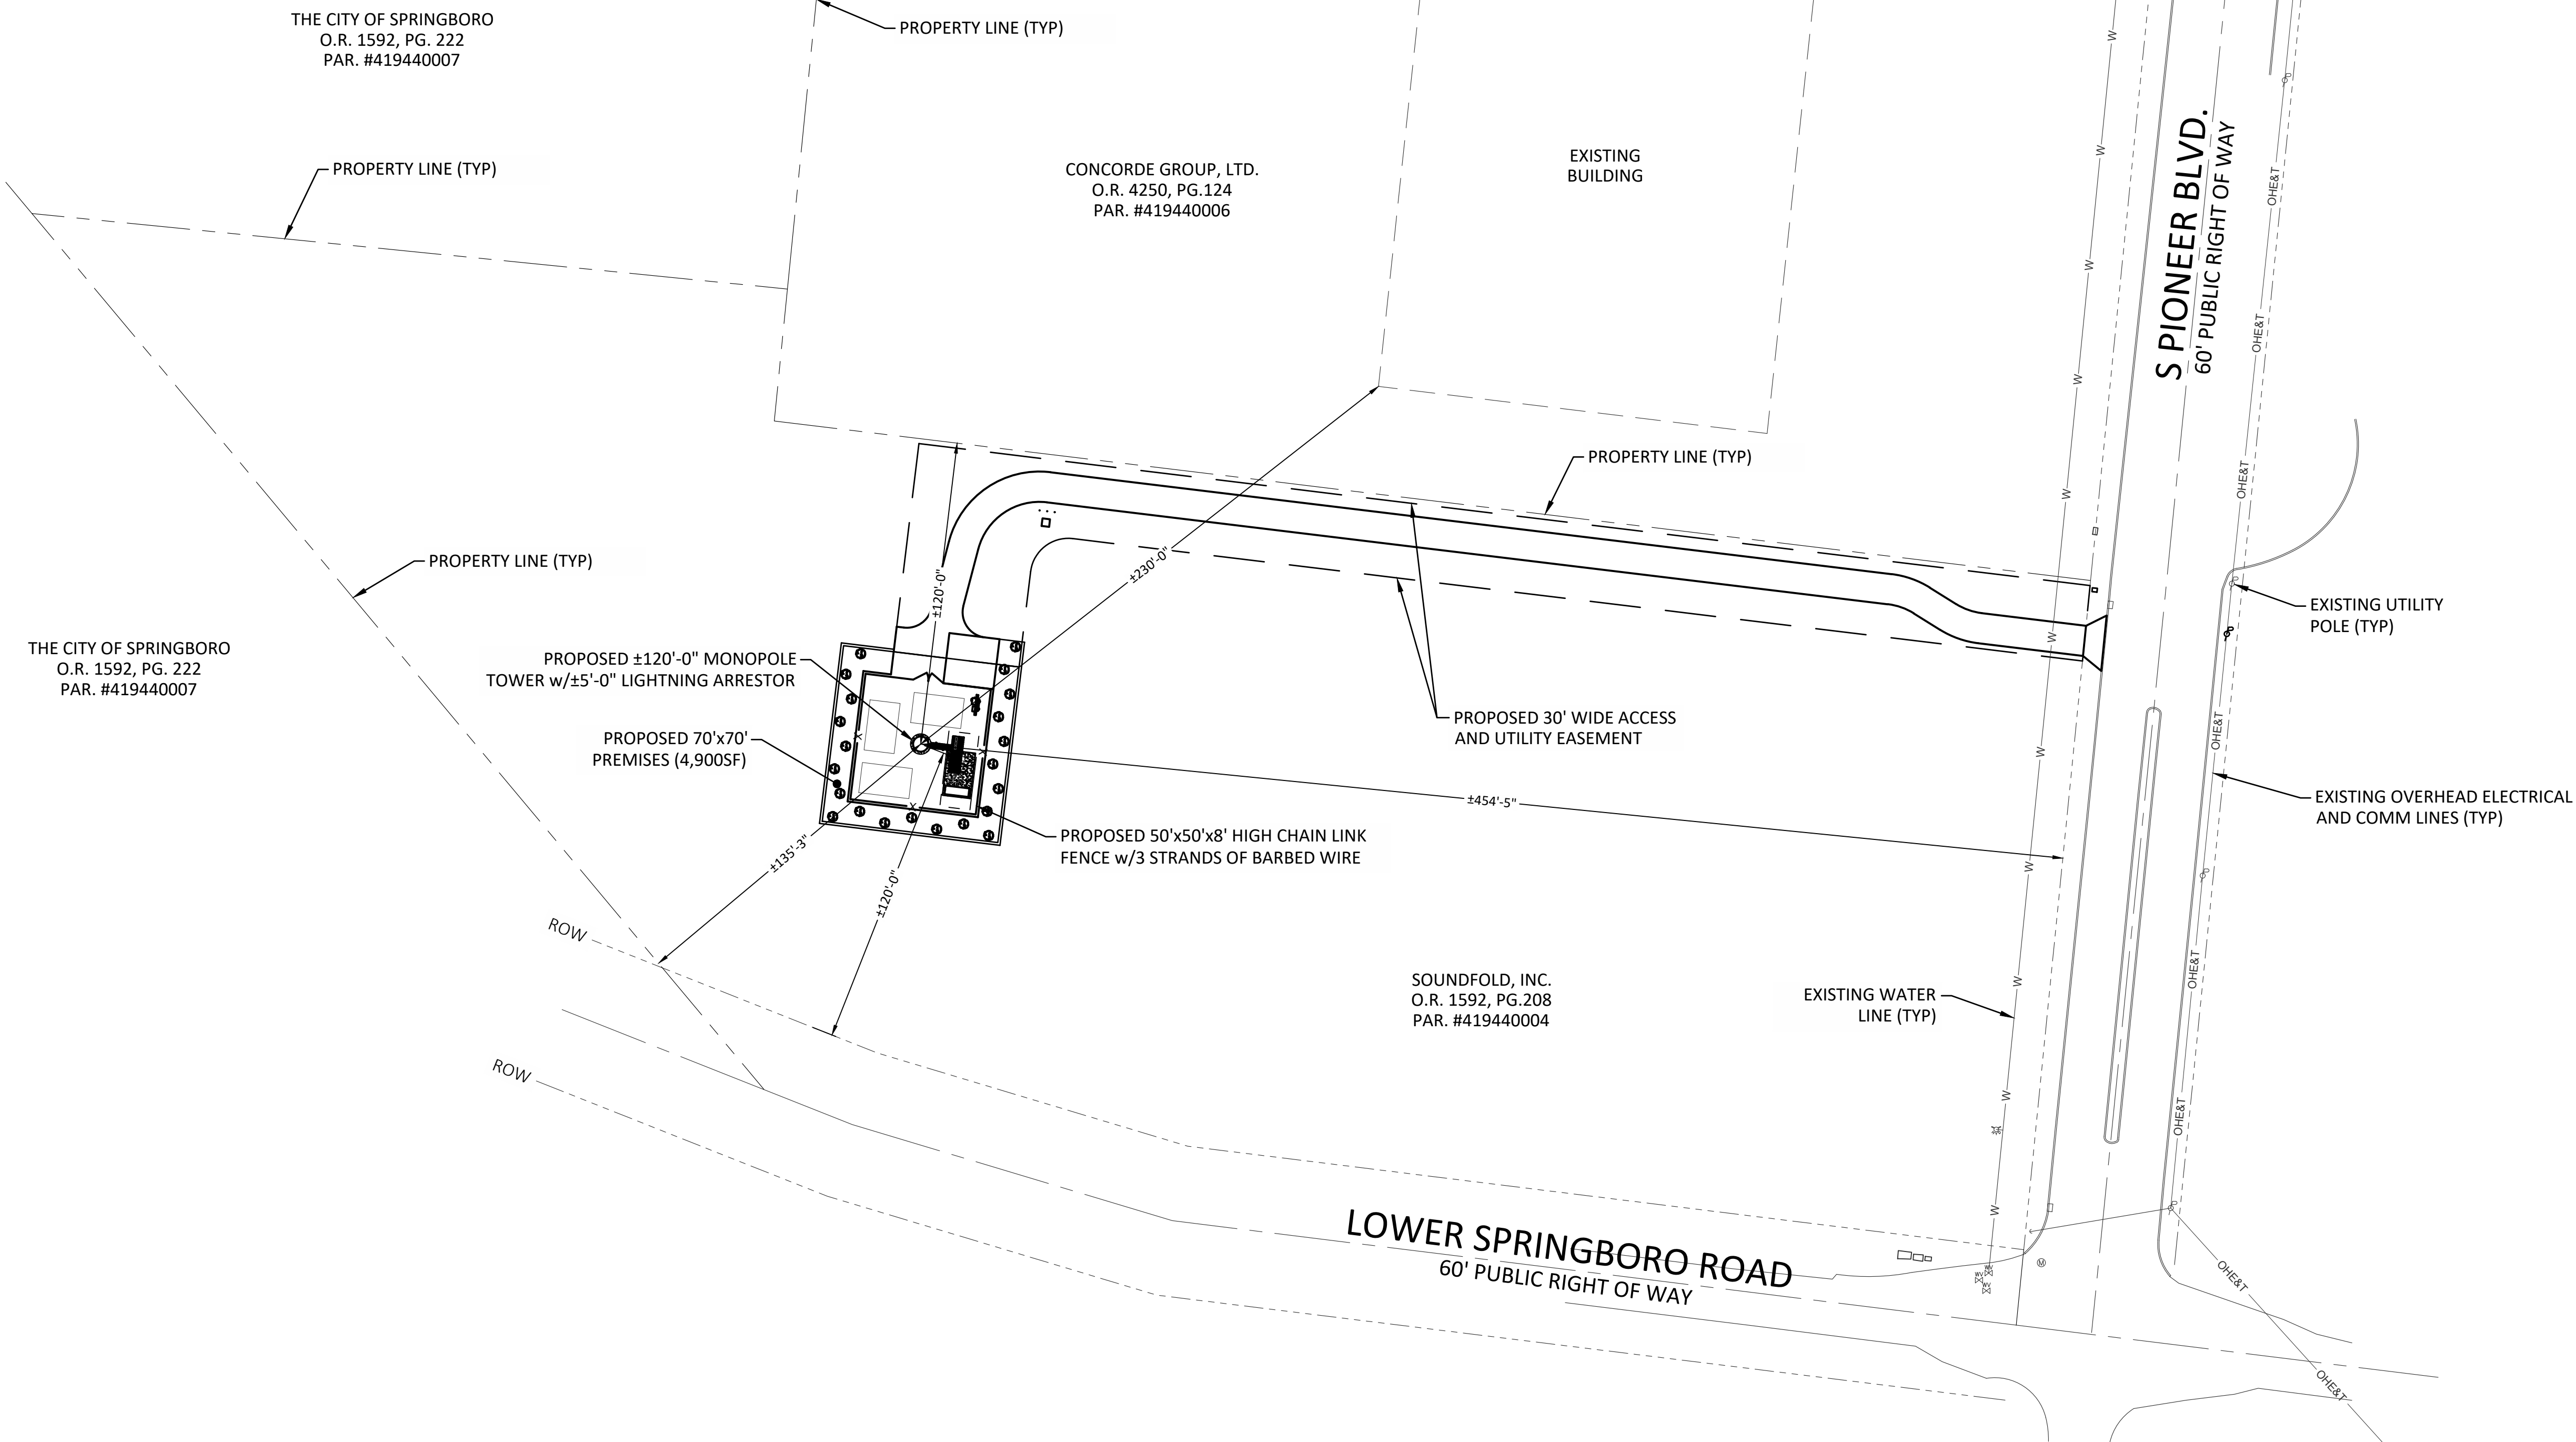 THE CITY OF SPRINGBORO
O.R. 1592, PG. 222
PAR. #419440007
PROPERTY LINE (TYP)
PROPERTY LINE (TYP)
CONCORDE GROUP, LTD.
O.R. 4250, PG.124
PAR. #419440006
EXISTING
BUILDING
S PIONEER BLVD.
60' PUBLIC RIGHT OF WAY
W
W
W
W
W
W
W
W
W
W
W
OHE&T
OHE&T
OHE&T
OHE&T
OHE&T
OHE&T
OHE&T
OHE&T
PROPERTY LINE (TYP)
PROPERTY LINE (TYP)
±120'-0"
±230'-0"
EXISTING UTILITY
POLE (TYP)
THE CITY OF SPRINGBORO
O.R. 1592, PG. 222
PAR. #419440007
PROPOSED ±120'-0" MONOPOLE
TOWER w/±5'-0" LIGHTNING ARRESTOR
PROPOSED 70'x70'
PREMISES (4,900SF)
X
X
X
PROPOSED 30' WIDE ACCESS
AND UTILITY EASEMENT
±454'-5"
EXISTING OVERHEAD ELECTRICAL
AND COMM LINES (TYP)
PROPOSED 50'x50'x8' HIGH CHAIN LINK
FENCE w/3 STRANDS OF BARBED WIRE
±135'-3"
±120'-0"
ROW
ROW
SOUNDFOLD, INC.
O.R. 1592, PG.208
PAR. #419440004
EXISTING WATER
LINE (TYP)
LOWER SPRINGBORO ROAD
60' PUBLIC RIGHT OF WAY
M
OHE&T